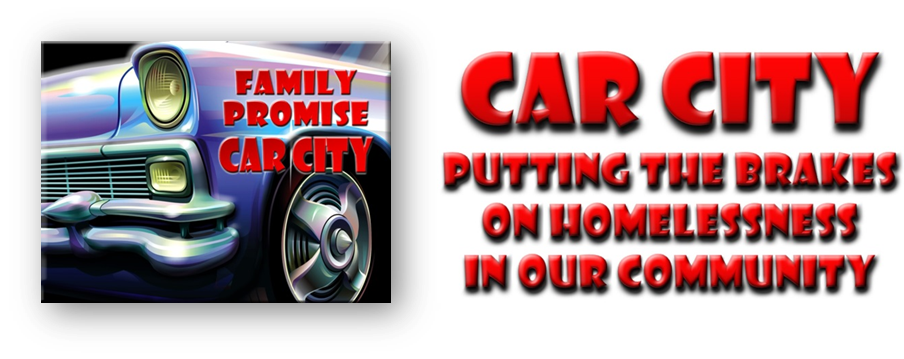 FAMILY
PROMISE
CAR CITY
CAR CITY
PUTTING THE BRAKES
ON HOMELESSNESS
IN OUR COMMUNITY